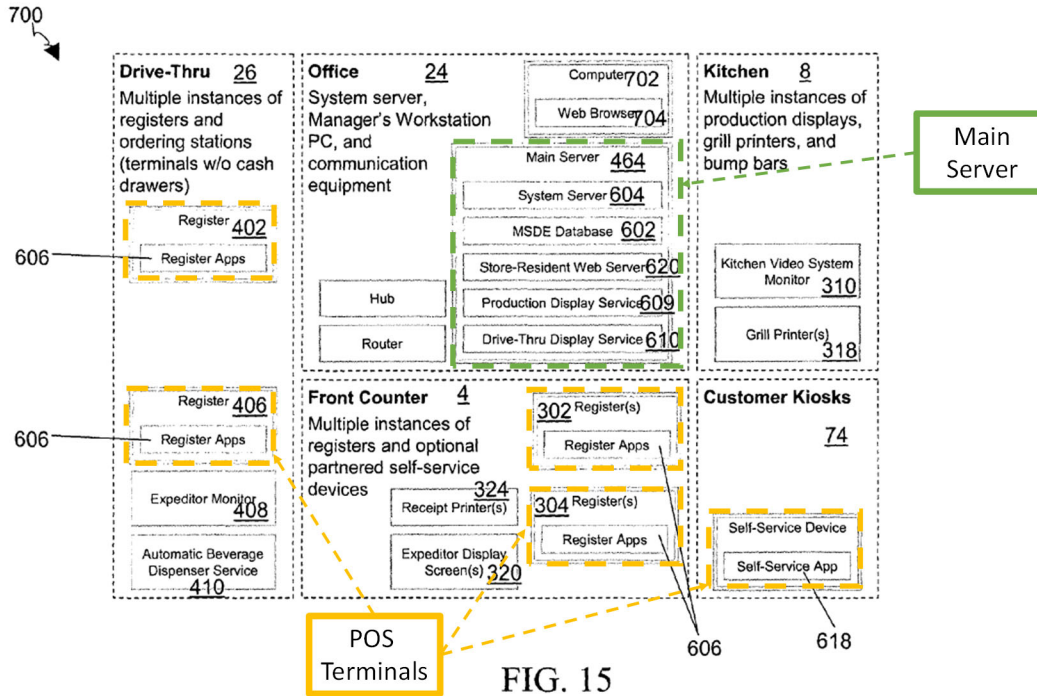 700
Drive-Thru 26
Multiple instances of
registers and
ordering stations
(terminals w/o cash
drawers)
Register 402
Register Apps
606
Register 406
Register Apps
606
Expeditor Monitor
408
Automatic Beverage
Dispenser Service
410
Office 24
System server,
Manager's Workstation
PC, and
communication
equipment
Computer 702
Web Browser 704
Main Server 464
System Server 604
MSDE Database 602
Store-Resident Web Server 620
Production Display Service 609
Drive-Thru Display Service 610
Hub
Router
Kitchen 8
Multiple instances of
production displays,
grill printers, and
bump bars
Kitchen Video System
Monitor 310
Grill Printer(s)
318
Main
Server
Front Counter 4
Multiple instances of
registers and optional
partnered self-service
devices
302 Register(s)
Register Apps
304 Register(s)
Register Apps
324
Receipt Printer(s)
Expeditor Display
Screen(s) 320
Customer Kiosks
74
Self-Service Device
Self-Service App
POS
Terminals
606
618
FIG. 15